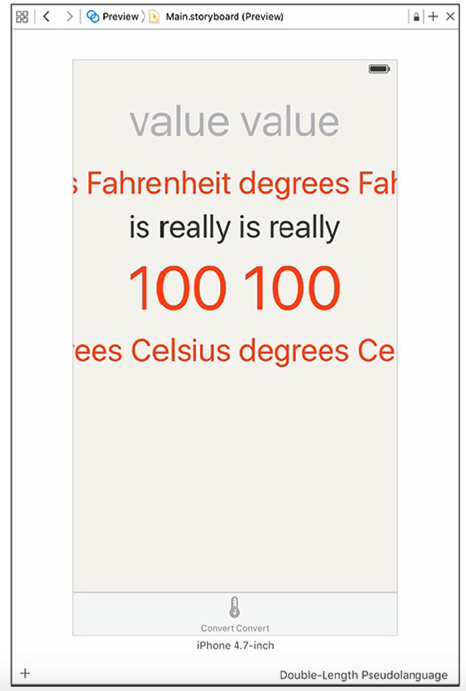 Preview
Main.storyboard (Preview)
value value
s Fahrenheit degrees Fah
is really is really
100 100
rees Celsius degrees Ce
Convert Convert
iPhone 4.7-inch
Double-Length Pseudolanguage